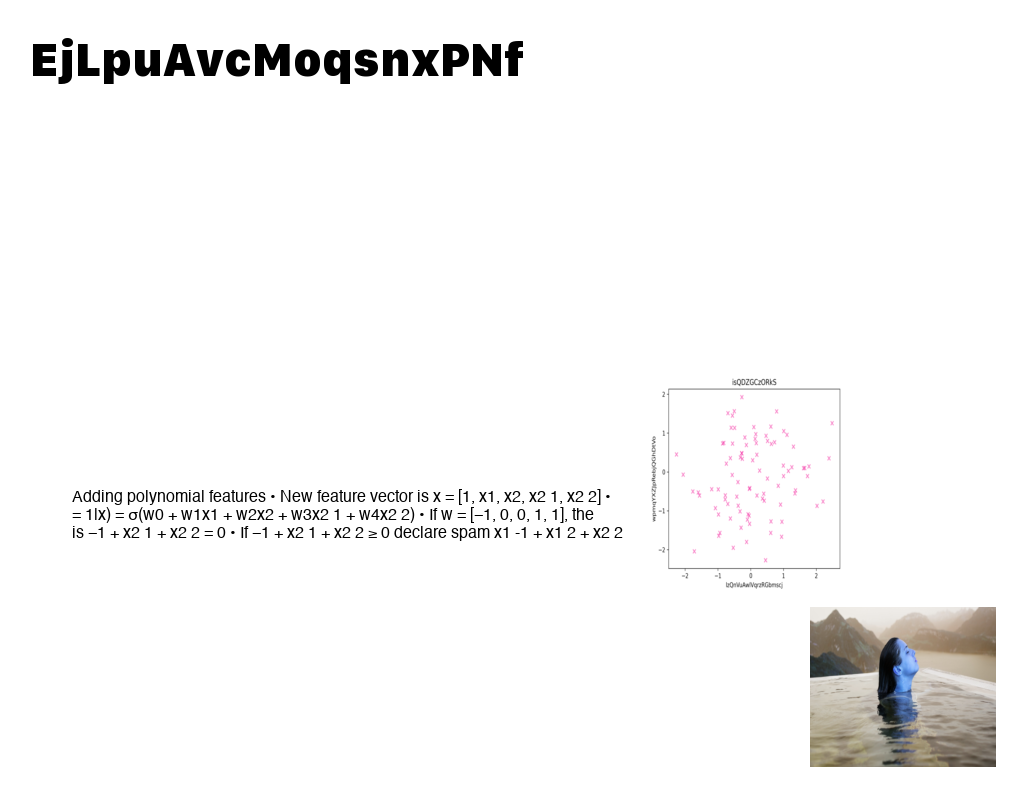 EjLpuAvcMoqsnxPNf
isQDZGCzORkS
2
1
0
−1
−2
−2
−1
0
1
2
Adding polynomial features • New feature vector is x = [1, x1, x2, x2 1, x2 2] •
= 1|x) = σ(w0 + w1x1 + w2x2 + w3x2 1 + w4x2 2) • If w = [−1, 0, 0, 1, 1], the
is −1 + x2 1 + x2 2 = 0 • If −1 + x2 1 + x2 2 ≥ 0 declare spam x1 -1 + x1 2 + x2 2